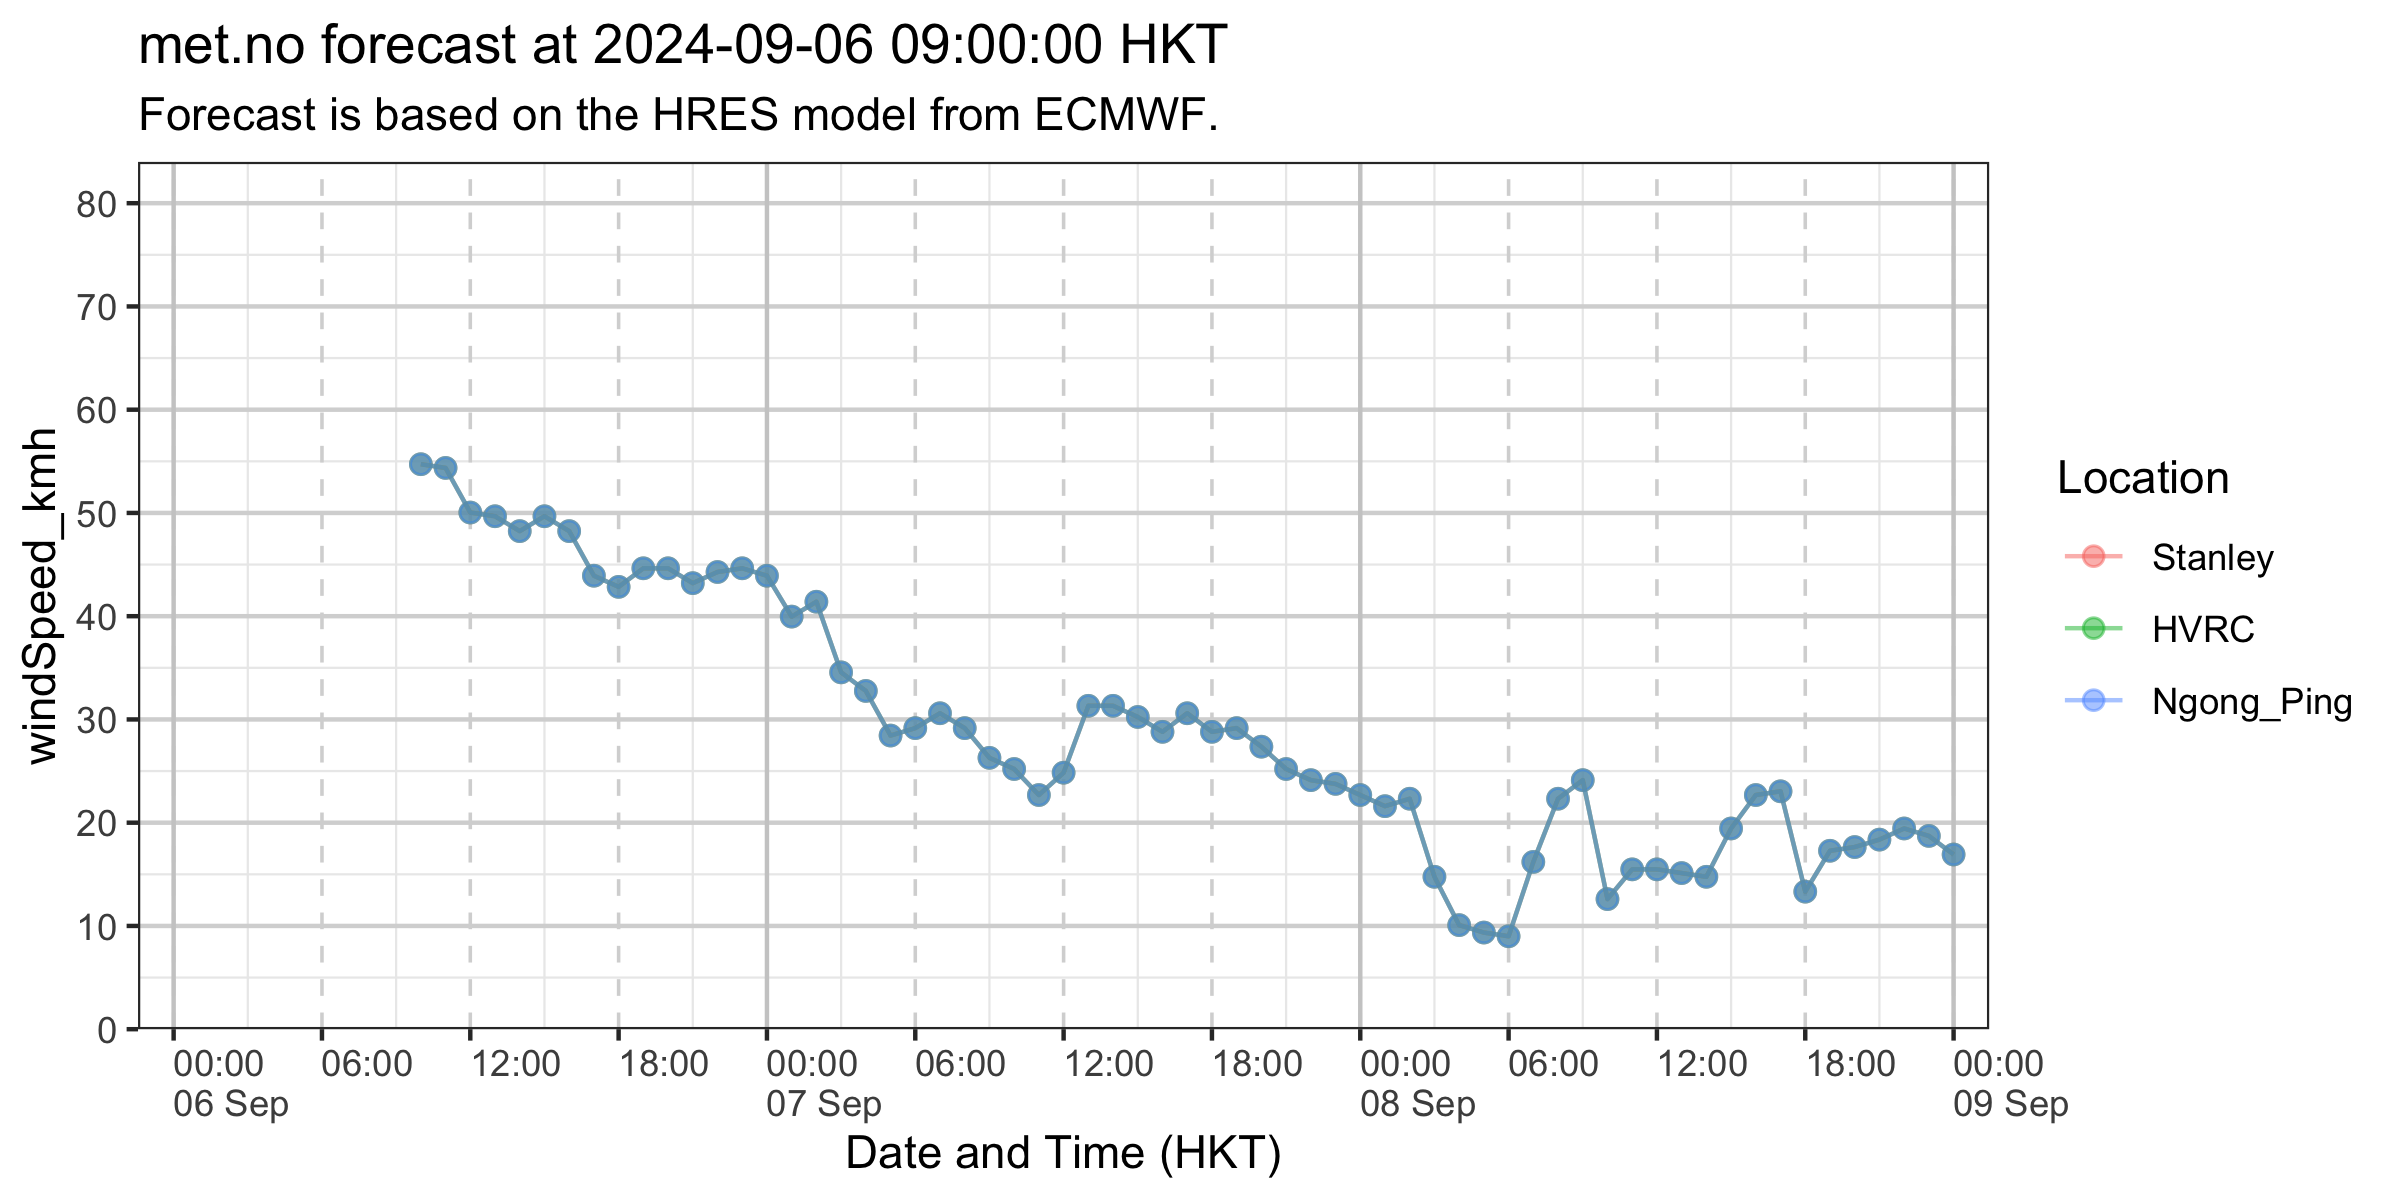 met.no forecast at 2024-09-06 09:00:00 HKT
Forecast is based on the HRES model from ECMWF.
windSpeed_kmh
80
70
60
50
40
30
20
10
0
00:00 06:00 12:00 18:00 00:00 06:00 12:00 18:00 00:00 06:00 12:00 18:00 00:00
06 Sep 07 Sep 08 Sep 09 Sep
Date and Time (HKT)
Location
Stanley
HVRC
Ngong_Ping